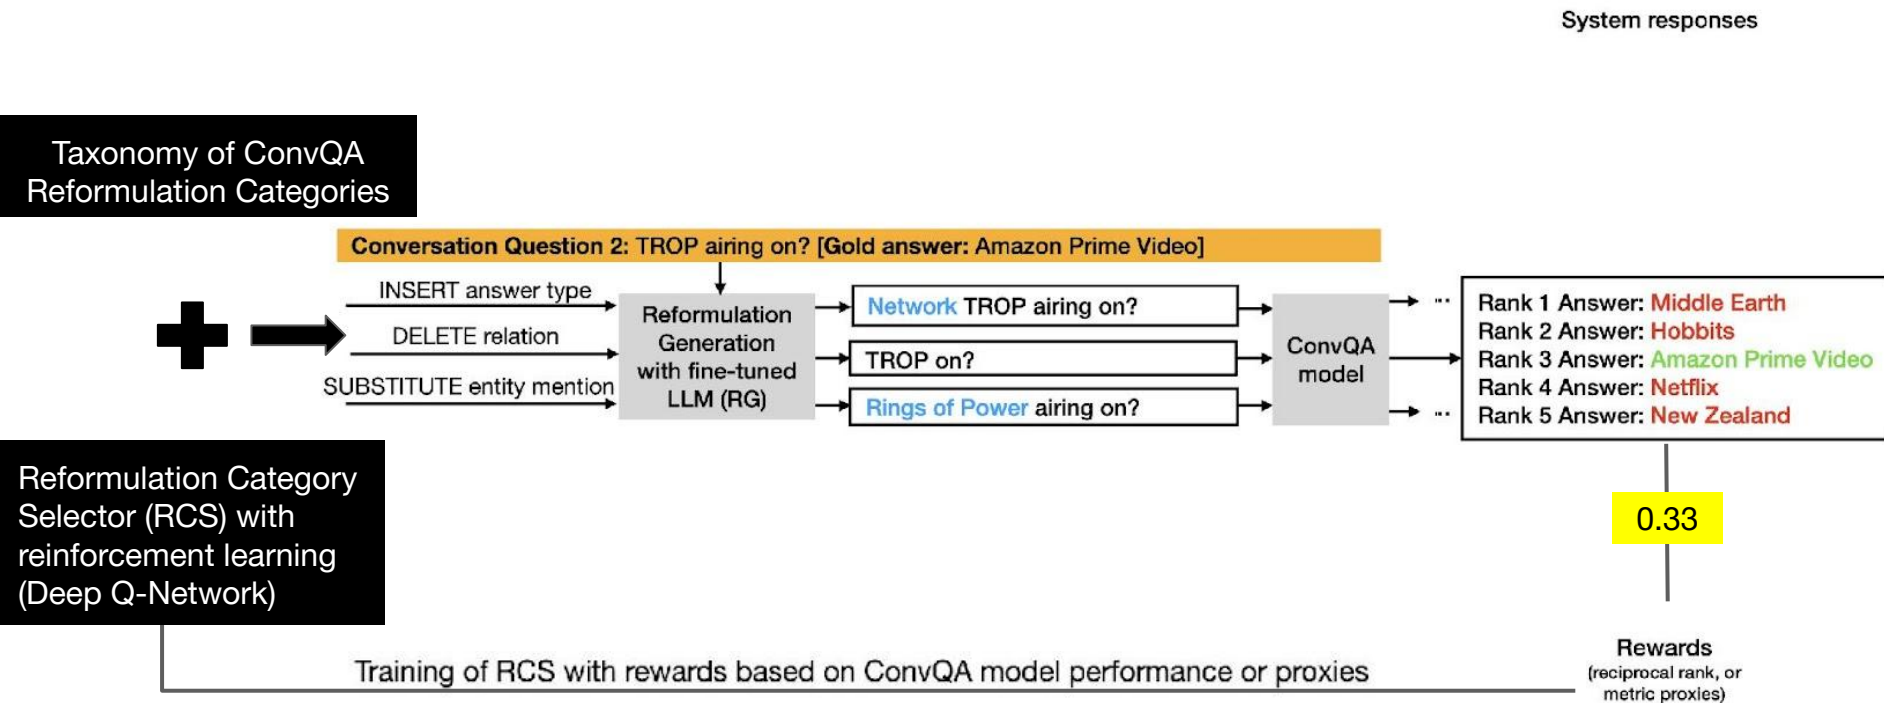 System responses
Taxonomy of ConvQA
Reformulation Categories
Conversation Question 2: TROP airing on? [Gold answer: Amazon Prime Video]
INSERT answer type
DELETE relation
SUBSTITUTE entity mention
Reformulation
Generation
with fine-tuned
LLM (RG)
Network TROP airing on?
TROP on?
Rings of Power airing on?
ConvQA
model
...
...
Rank 1 Answer: Middle Earth
Rank 2 Answer: Hobbits
Rank 3 Answer: Amazon Prime Video
Rank 4 Answer: Netflix
Rank 5 Answer: New Zealand
Reformulation Category
Selector (RCS) with
reinforcement learning
(Deep Q-Network)
0.33
Training of RCS with rewards based on ConvQA model performance or proxies
Rewards
(reciprocal rank, or
metric proxies)